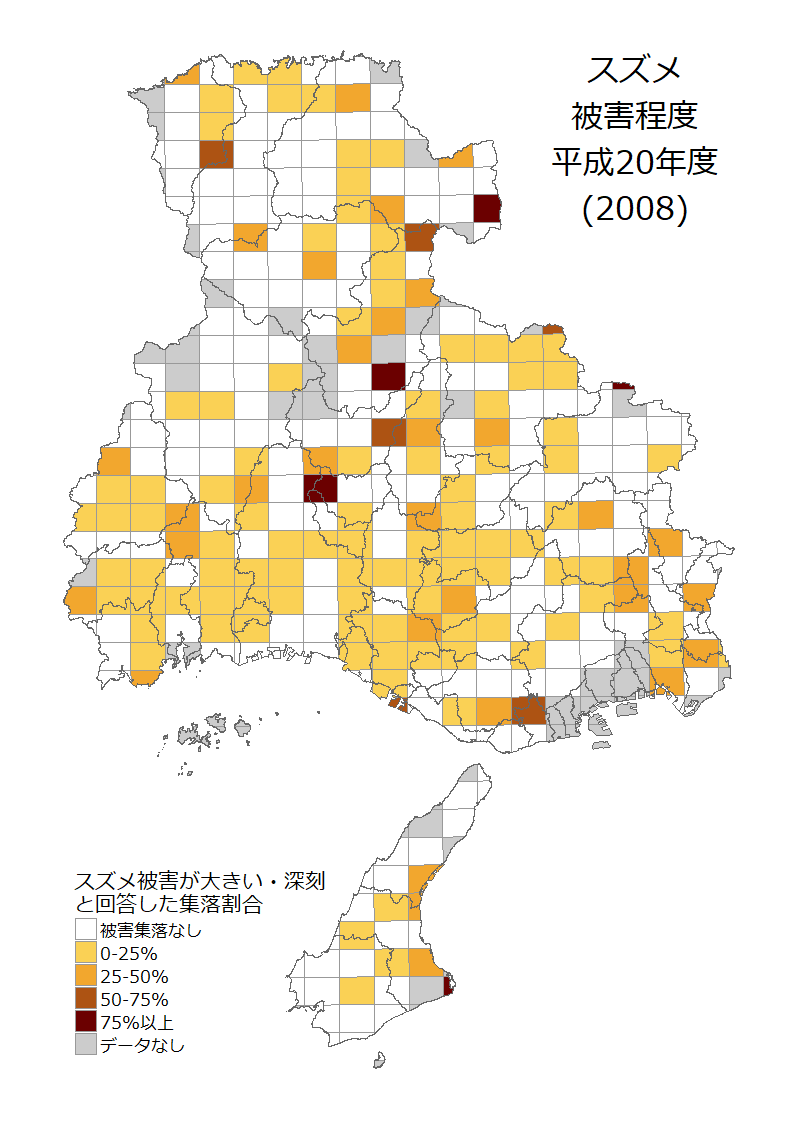 スズメ
被害程度
平成20年度
(2008)
スズメ被害が大きい・深刻
と回答した集落割合
被害集落なし
0-25%
25-50%
50-75%
75%以上
データなし